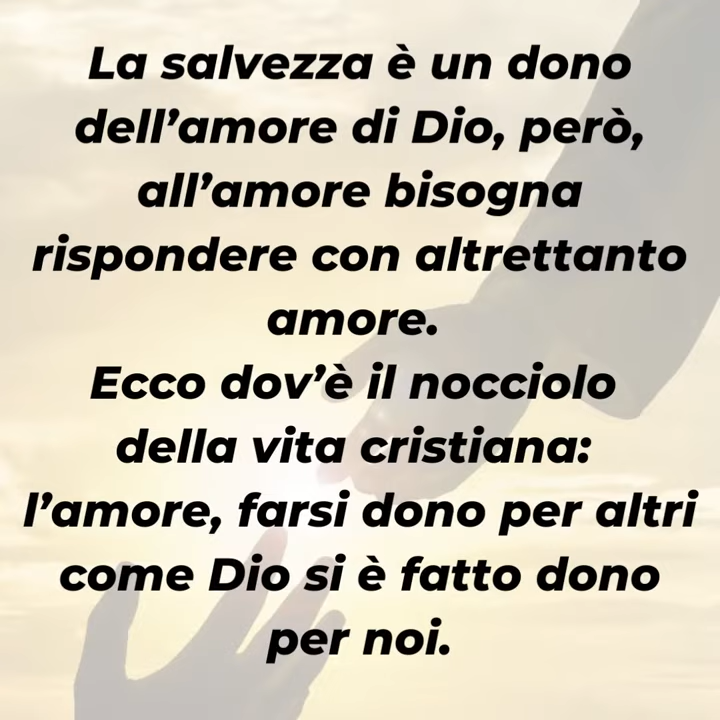 La salvezza è un dono
dell’amore di Dio, però,
all’amore bisogna
rispondere con altrettanto
amore.
Ecco dov’è il nocciolo
della vita cristiana:
l’amore, farsi dono per altri
come Dio si è fatto dono
per noi.